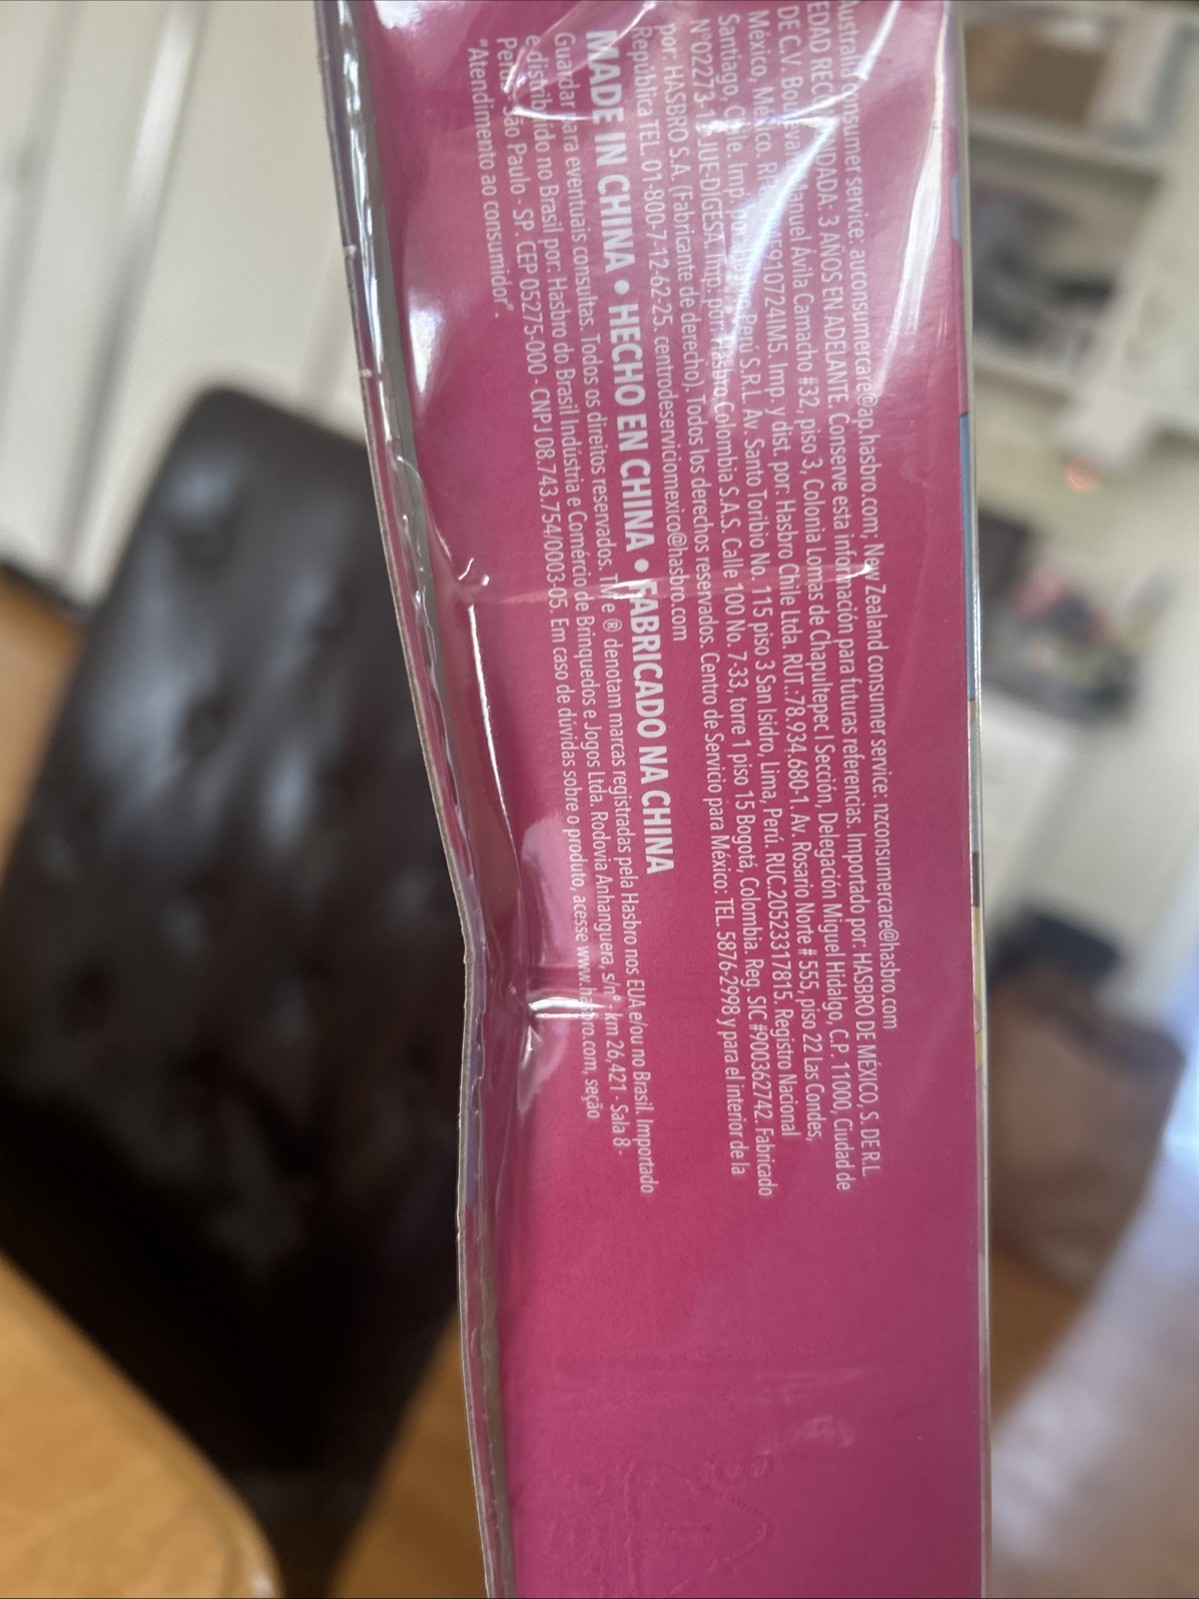 Australia consumer service: auconsumercare@ap.hasbro.com; New Zealand consumer service: nzconsumercare@hasbro.com
EDAD RECOMENDADA: 3 AÑOS EN ADELANTE. Conserve esta información para futuras referencias. Importado por: HASBRO DE MÉXICO, S. DE R.L.
DE C.V. Boulevard Manuel Ávila Camacho #32, piso 3, Colonia Lomas de Chapultepec I Sección, Delegación Miguel Hidalgo, C.P. 11000, Ciudad de
México, México. 910724IM5. Imp. y dist. por: Hasbro Chile Ltda. RUT.:78.934.680-1. Av. Rosario Norte # 555, piso 22 Las Condes,
Santiago, Chile. Imp. por: Perú S.R.L. Av. Santo Toribio No. 115 piso 3 San Isidro, Lima, Perú. RUC:20523317815. Registro Nacional
JUE-DIGESA. Imp. por: Hasbro Colombia S.A.S. Calle 100 No. 7-33, torre 1 piso 15 Bogotá, Colombia. Reg. SIC #900362742. Fabricado
por: HASBRO S.A. (Fabricante de derecho). Todos los derechos reservados. Centro de Servicio para México: TEL. 5876-2998 y para el interior de la
Republica TEL. 01-800-7-12-62-25. centrodeserviciomexico@hasbro.com
MADE IN CHINA • HECHO EN CHINA • FABRICADO NA CHINA
Guardar para eventuais consultas. Todos os direitos reservados. TM e ® denotam marcas registradas pela Hasbro nos EUA e/ou no Brasil. Importado
e distribuido no Brasil por: Hasbro do Brasil Indústria e Comércio de Brinquedos e Jogos Ltda. Rodovia Anhanguera, s/nº - km 26,421 - Sala 8 -
Perus - São Paulo - SP. CEP 05275-000 - CNPJ 08.743.754/0003-05. Em caso de dúvidas sobre o produto, acesse www.hasbro.com, seção
"Atendimento ao consumidor".